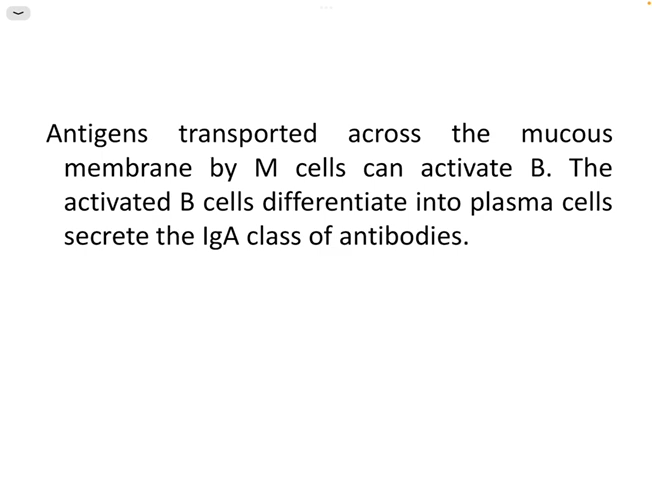 Antigens transported across the mucous
membrane by M cells can activate B. The
activated B cells differentiate into plasma cells
secrete the IgA class of antibodies.